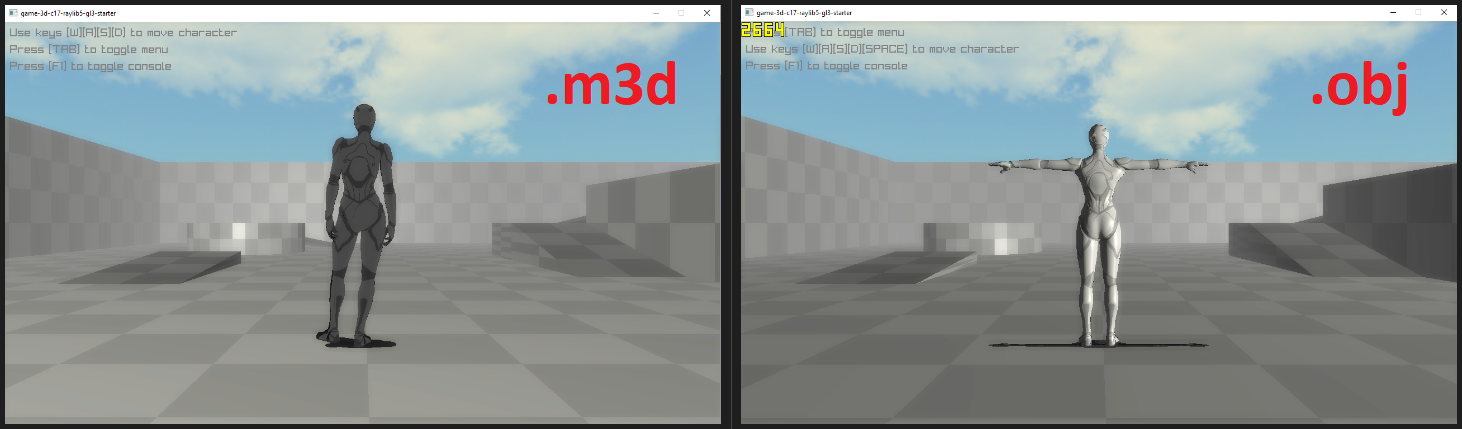 game-3d-c17-raylib5-gl3-starter
Use keys [W][A][S][D] to move character
Press [TAB] to toggle menu
Press [F1] to toggle console
.m3d
game-3d-c17-raylib5-gl3-starter
2664 [TAB] to toggle menu
Use keys [W][A][S][D][SPACE] to move character
Press [F1] to toggle console
.obj